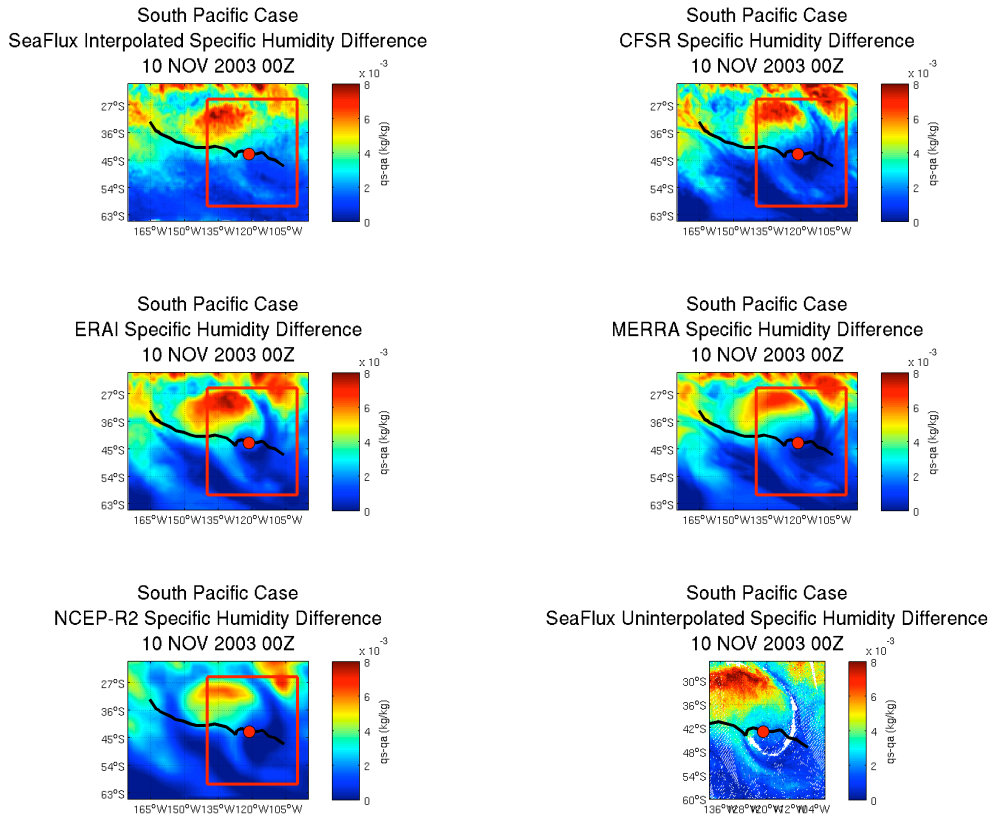 South Pacific Case
SeaFlux Interpolated Specific Humidity Difference
10 NOV 2003 00Z
x 10⁻³
27°S
36°S
45°S
54°S
63°S
165°W150°W135°W120°W105°W
8
6
4
2
0
qs-qa (kg/kg)
South Pacific Case
CFSR Specific Humidity Difference
10 NOV 2003 00Z
x 10⁻³
27°S
36°S
45°S
54°S
63°S
165°W150°W135°W120°W105°W
8
6
4
2
0
qs-qa (kg/kg)
South Pacific Case
ERAI Specific Humidity Difference
10 NOV 2003 00Z
x 10⁻³
27°S
36°S
45°S
54°S
63°S
165°W150°W135°W120°W105°W
8
6
4
2
0
qs-qa (kg/kg)
South Pacific Case
MERRA Specific Humidity Difference
10 NOV 2003 00Z
x 10⁻³
27°S
36°S
45°S
54°S
63°S
165°W150°W135°W120°W105°W
8
6
4
2
0
qs-qa (kg/kg)
South Pacific Case
NCEP-R2 Specific Humidity Difference
10 NOV 2003 00Z
x 10⁻³
27°S
36°S
45°S
54°S
63°S
165°W150°W135°W120°W105°W
8
6
4
2
0
qs-qa (kg/kg)
South Pacific Case
SeaFlux Uninterpolated Specific Humidity Difference
10 NOV 2003 00Z
x 10⁻³
30°S
36°S
42°S
48°S
54°S
60°S
136°W128°W120°W112°W104°W
8
6
4
2
0
qs-qa (kg/kg)